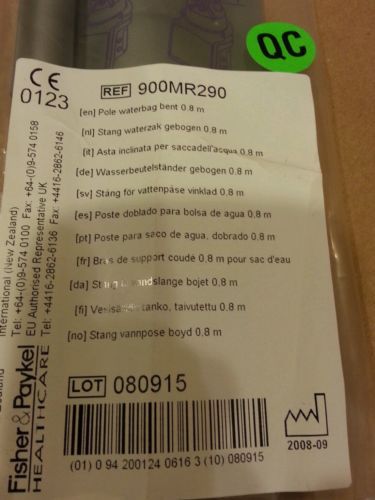 QC
CE
0123
REF 900MR290
[en] Pole waterbag bent 0.8 m
[nl] Stang waterzak gebogen 0.8 m
[it] Asta inclinata per saccadell'acqua 0.8 m
[de] Wasserbeutelständer gebogen 0.8 m
[sv] Stång för vattenpåse vinklad 0.8 m
[es] Poste doblado para bolsa de agua 0,8 m
[pt] Poste para saco de agua, dobrado 0.8 m
[fr] Bras de support coudé 0.8 m pour sac d'eau
[da] bojet 0,8 m
[fi] taivutettu 0.8 m
[no] Stang vannpose boyd 0.8 m
LOT 080915
2008-09
(01) 0 94 200124 0616 3 (10) 080915
Fisher&Paykel
HEALTHCARE
International (New Zealand)
Tel: +64-(0)9-574 0100 Fax: +64-(0)9-574 0158
EU Authorised Representative UK
Tel: +4416-2862-6136 Fax: +4416-2862-6146